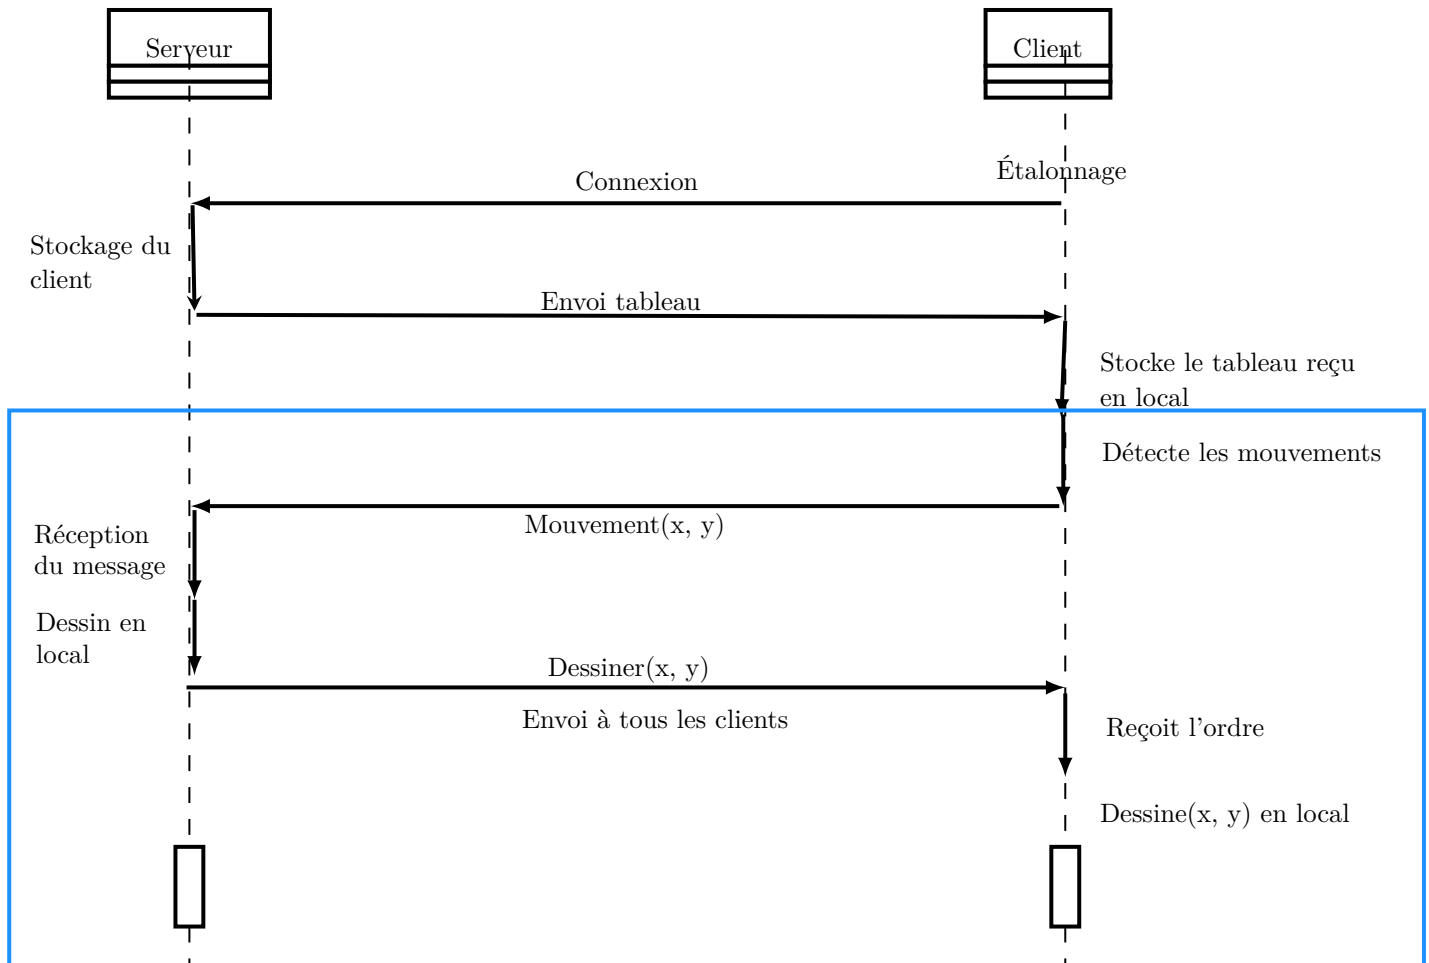 Serveur
Client
Étalonnage
Connexion
Stockage du
client
Envoi tableau
Stocke le tableau reçu
en local
Détecte les mouvements
Mouvement(x, y)
Réception
du message
Dessin en
local
Dessiner(x, y)
Envoi à tous les clients
Reçoit l'ordre
Dessine(x, y) en local